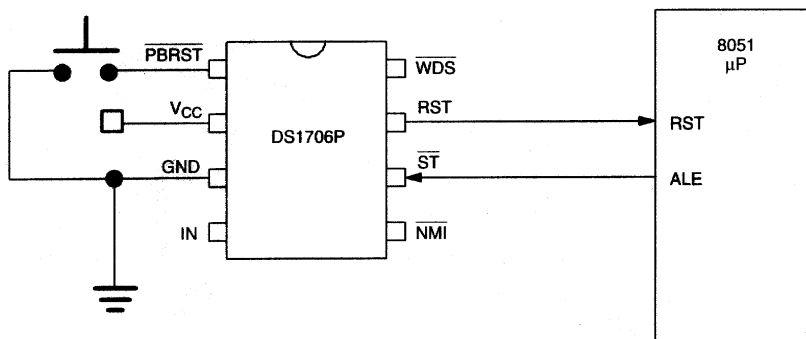 8051
μP
PBRST
WDS
VCC
RST
DS1706P
RST
GND
ST
ALE
IN
NMI